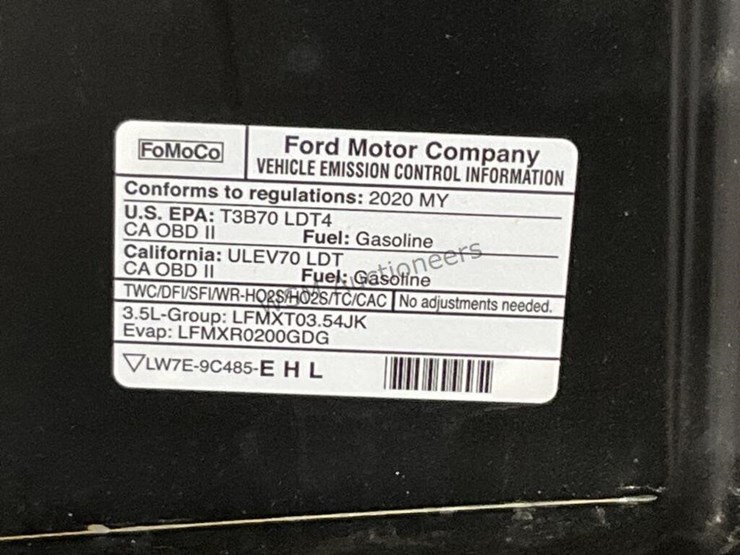 FoMoCo
Ford Motor Company
VEHICLE EMISSION CONTROL INFORMATION
Conforms to regulations: 2020 MY
U.S. EPA: T3B70 LDT4
CA OBD II Fuel: Gasoline
California: ULEV70 LDT
CA OBD II Fuel: Gasoline
TWC/DFI/SFI/WR-HO2S/HO2S/TC/CAC No adjustments needed.
3.5L-Group: LFMXT03.54JK
Evap: LFMXR0200GDG
▽LW7E-9C485-E H L